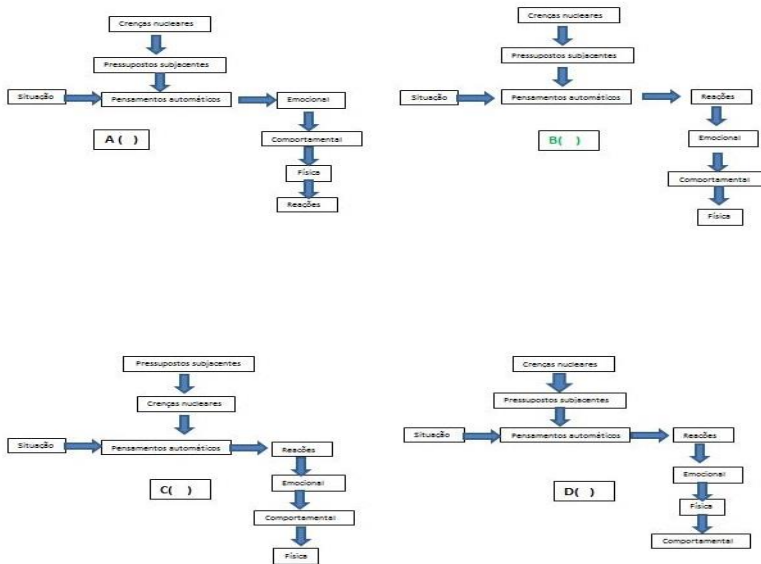 Crenças nucleares
Pressupostos subjacentes
Situação
Pensamentos automáticos
Emocional
Comportamental
Física
Reações
A ( )
Crenças nucleares
Pressupostos subjacentes
Situação
Pensamentos automáticos
Reações
Emocional
Comportamental
Física
B( )
Pressupostos subjacentes
Crenças nucleares
Situação
Pensamentos automáticos
Reações
Emocional
Comportamental
Física
C( )
Crenças nucleares
Pressupostos subjacentes
Situação
Pensamentos automáticos
Reações
Emocional
Física
Comportamental
D( )